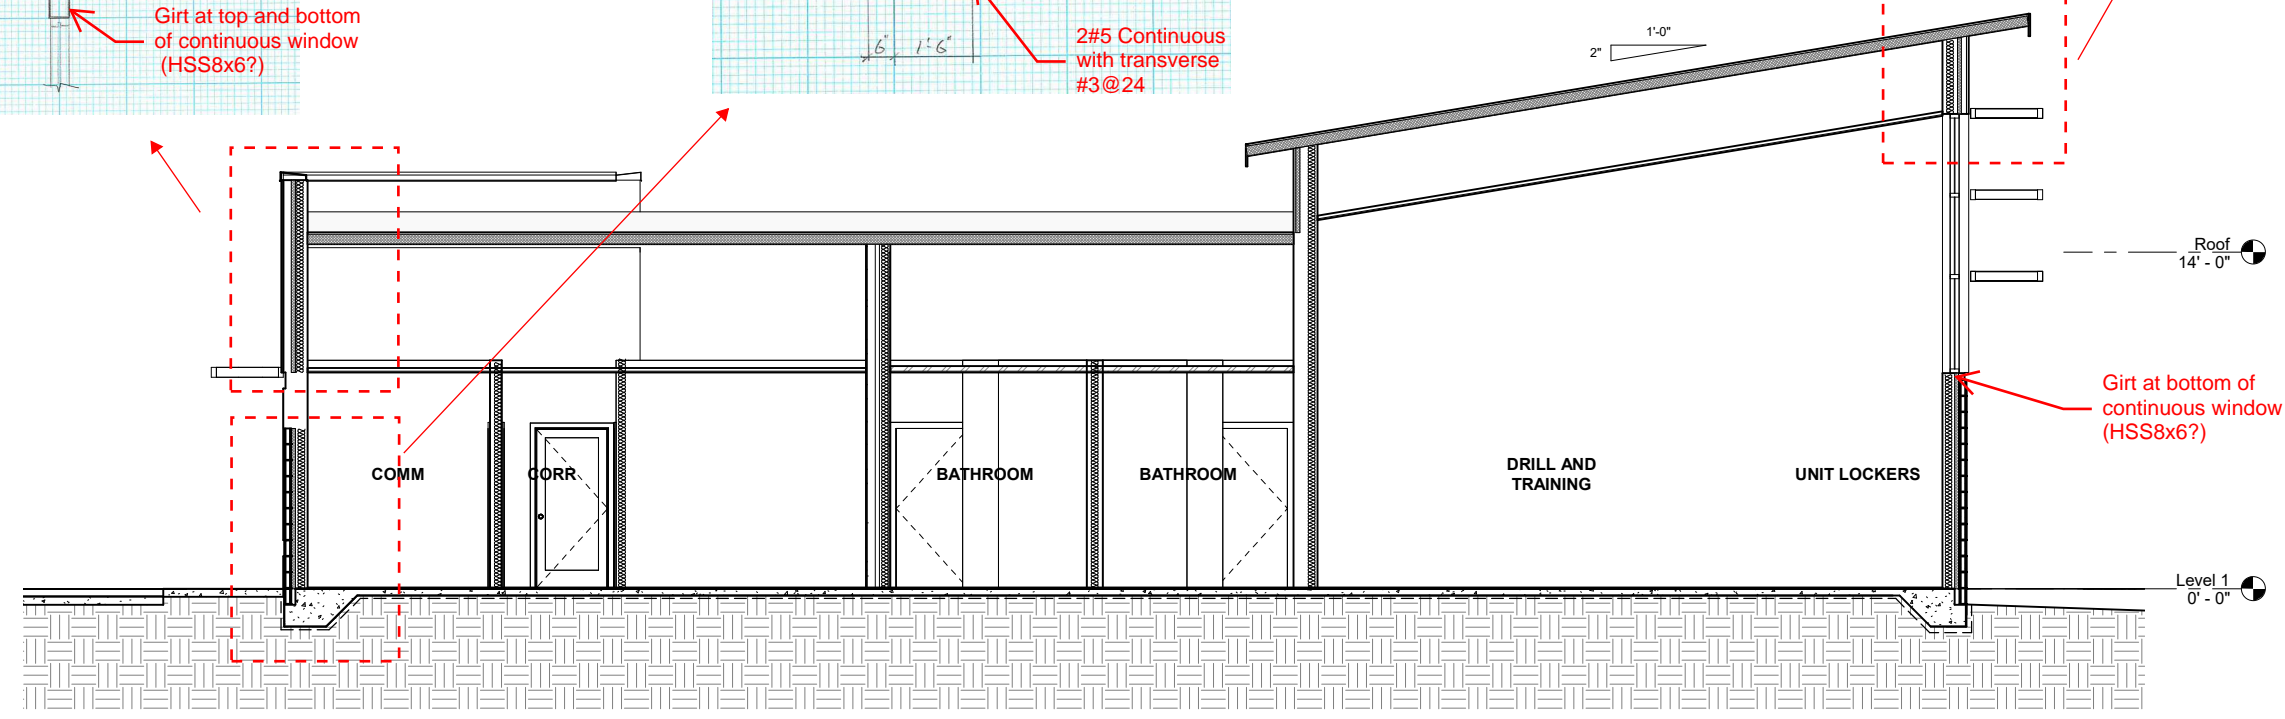 Girt at top and bottom
of continuous window
(HSS8x6?)
6" 1'-6"
2#5 Continuous
with transverse
#3@24
1'-0"
2"
Roof
14' - 0"
Girt at bottom of
continuous window
(HSS8x6?)
COMM
CORR
BATHROOM
BATHROOM
DRILL AND
TRAINING
UNIT LOCKERS
Level 1
0' - 0"